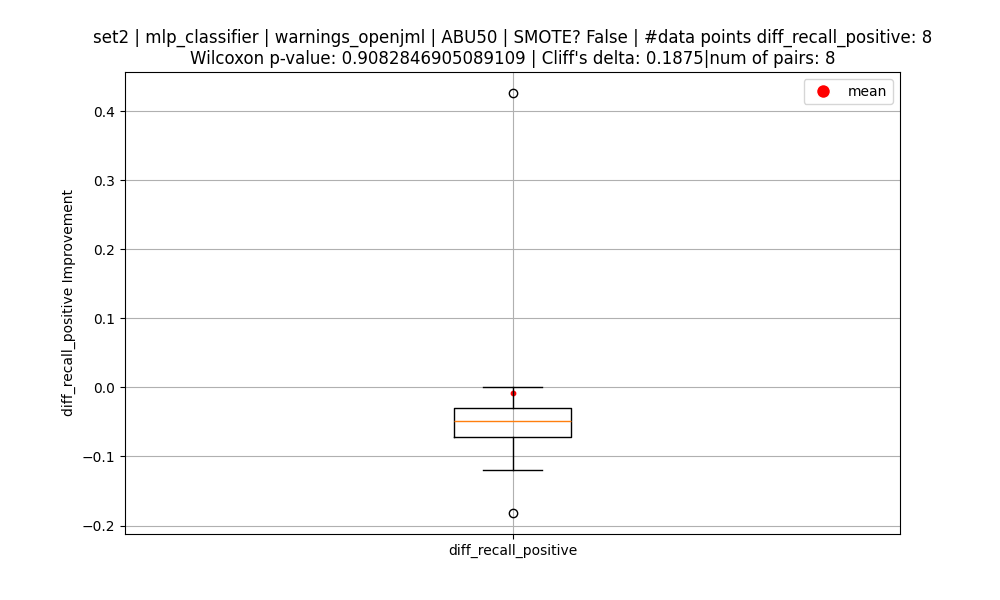 set2 | mlp_classifier | warnings_openjml | ABU50 | SMOTE? False | #data points diff_recall_positive: 8
Wilcoxon p-value: 0.9082846905089109 | Cliff's delta: 0.1875|num of pairs: 8
mean
0.4
0.3
0.2
0.1
0.0
−0.1
−0.2
diff_recall_positive Improvement
diff_recall_positive